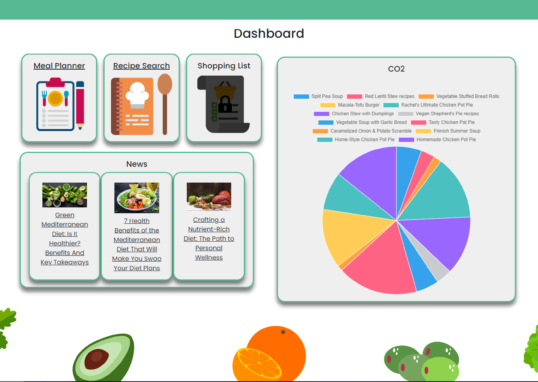 Dashboard
Meal Planner
Recipe Search
Shopping List
CO2
Split Pea Soup Red Lentil Stew recipes Vegetable Stuffed Bread Rolls
Masala-Tofu Burger Rachel's Ultimate Chicken Pot Pie
Chicken Stew with Dumplings Vegan Shepherd's Pie recipes
Vegetable Soup with Garlic Bread Tasty Chicken Pot Pie
Caramelized Onion & Potato Scramble Finnish Summer Soup
Home-Style Chicken Pot Pie Homemade Chicken Pot Pie
News
Green
Mediterranean
Diet: Is It
Healthier?
Benefits And
Key Takeaways
7 Health
Benefits of the
Mediterranean
Diet That Will
Make You Swaa
Your Diet Plans
Crafting a
Nutrient-Rich
Diet: The Path to
Personal
Wellness